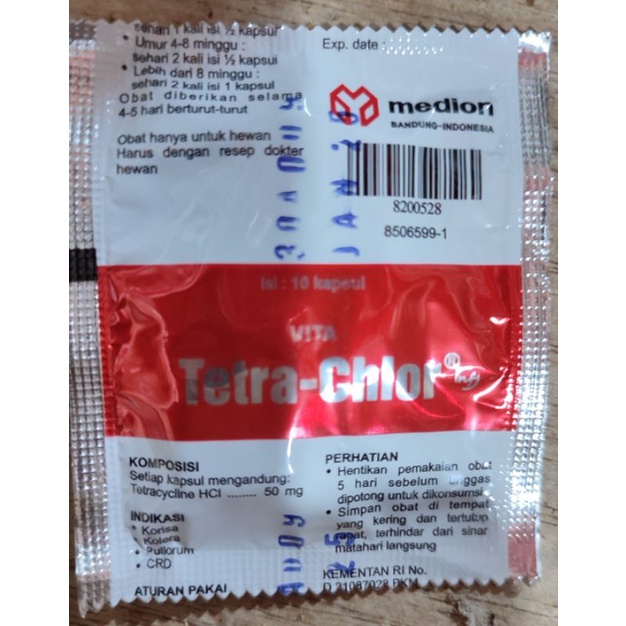 sehari 1 kali isi ½ kapsul
• Umur 4-8 minggu :
sehari 2 kali isi ½ kapsul
• Lebih dari 8 minggu :
sehari 2 kali isi 1 kapsul
Obat diberikan selama
4-5 hari berturut-turut
Obat hanya untuk hewan
Harus dengan resep dokter
hewan
Exp. date :
medion
BANDUNG-INDONESIA
8200528
8506599-1
Isi : 10 kapsul
VITA
Tetra-Chlor®
KOMPOSISI
Setiap kapsul mengandung:
Tetracycline HCl ........ 50 mg
INDIKASI
• Korisa
• Kolera
• Pullorum
• CRD
ATURAN PAKAI
PERHATIAN
• Hentikan pemakaian obat
5 hari sebelum unggas
dipotong untuk dikonsumsi
• Simpan obat di tempat
yang kering dan tertutup
rapat, terhindar dari sinar
matahari langsung
KEMENTAN RI No.